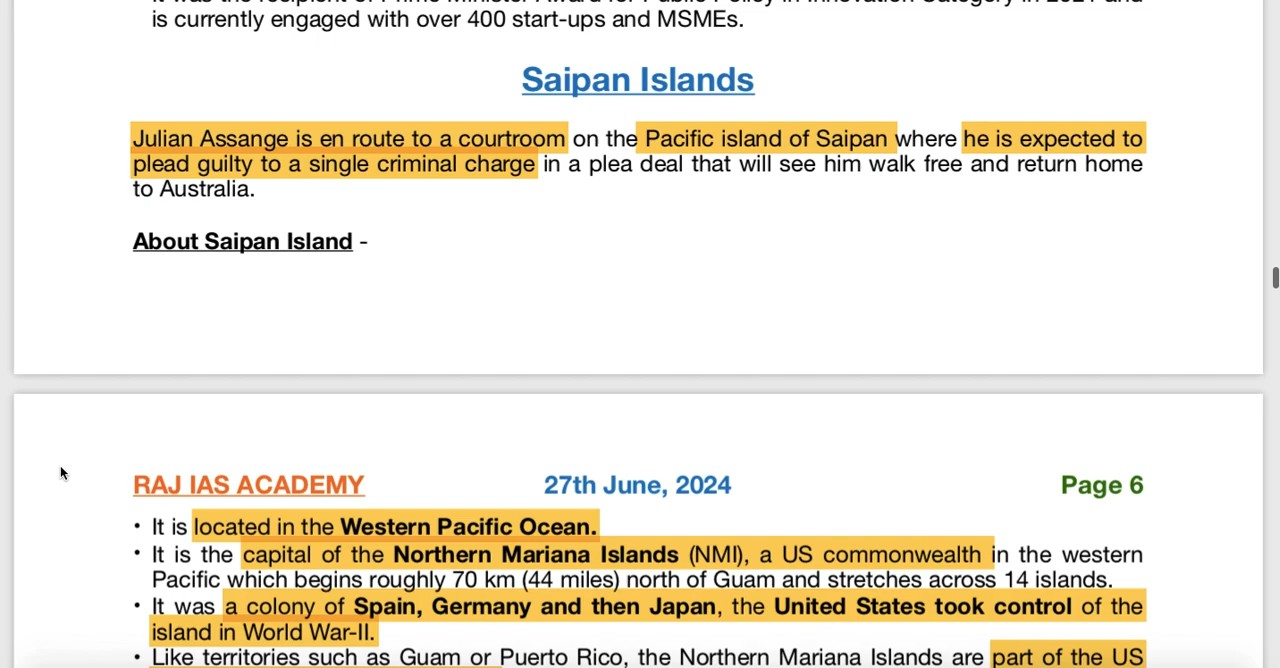 is currently engaged with over 400 start-ups and MSMEs.
Saipan Islands
Julian Assange is en route to a courtroom on the Pacific island of Saipan where he is expected to
plead guilty to a single criminal charge in a plea deal that will see him walk free and return home
to Australia.
About Saipan Island -
RAJ IAS ACADEMY 27th June, 2024 Page 6
• It is located in the Western Pacific Ocean.
• It is the capital of the Northern Mariana Islands (NMI), a US commonwealth in the western
Pacific which begins roughly 70 km (44 miles) north of Guam and stretches across 14 islands.
• It was a colony of Spain, Germany and then Japan, the United States took control of the
island in World War-II.
• Like territories such as Guam or Puerto Rico, the Northern Mariana Islands are part of the US